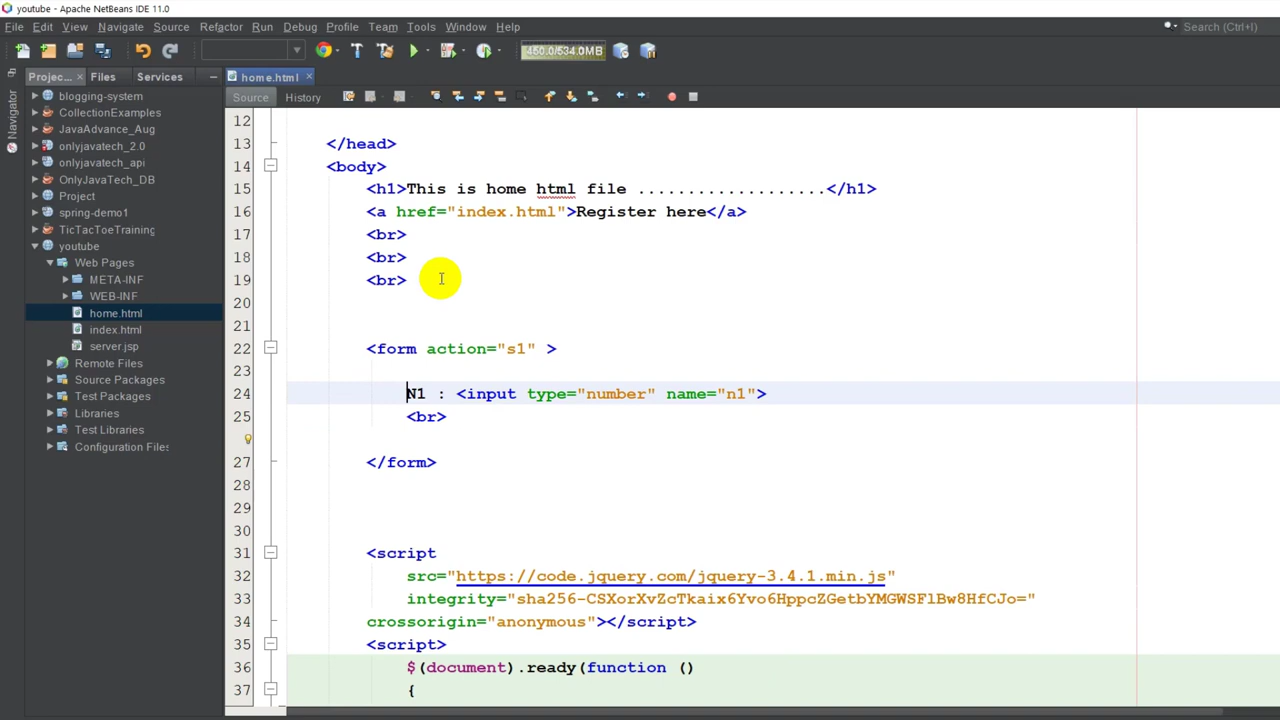 youtube - Apache NetBeans IDE 11.0
File Edit View Navigate Source Refactor Run Debug Profile Team Tools Window Help
Search (Ctrl+I)
450.0/534.0MB
Projec... Files Services
home.html
Source History
Navigator
blogging-system
CollectionExamples
JavaAdvance_Aug
onlyjavatech_2.0
onlyjavatech_api
OnlyJavaTech_DB
Project
spring-demo1
TicTacToeTraining
youtube
Web Pages
META-INF
WEB-INF
home.html
index.html
server.jsp
Remote Files
Source Packages
Test Packages
Libraries
Test Libraries
Configuration Files
12
13 </head>
14 <body>
15 <h1>This is home html file ...................</h1>
16 <a href="index.html">Register here</a>
17 <br>
18 <br>
19 <br>
20
21
22 <form action="s1" >
23
24 N1 : <input type="number" name="n1">
25 <br>
27 </form>
28
29
30
31 <script
32 src="https://code.jquery.com/jquery-3.4.1.min.js"
33 integrity="sha256-CSXorXvZcTkaix6Yvo6HppcZGetbYMGWSFlBw8HfCJo="
34 crossorigin="anonymous"></script>
35 <script>
36 $(document).ready(function ()
37 {